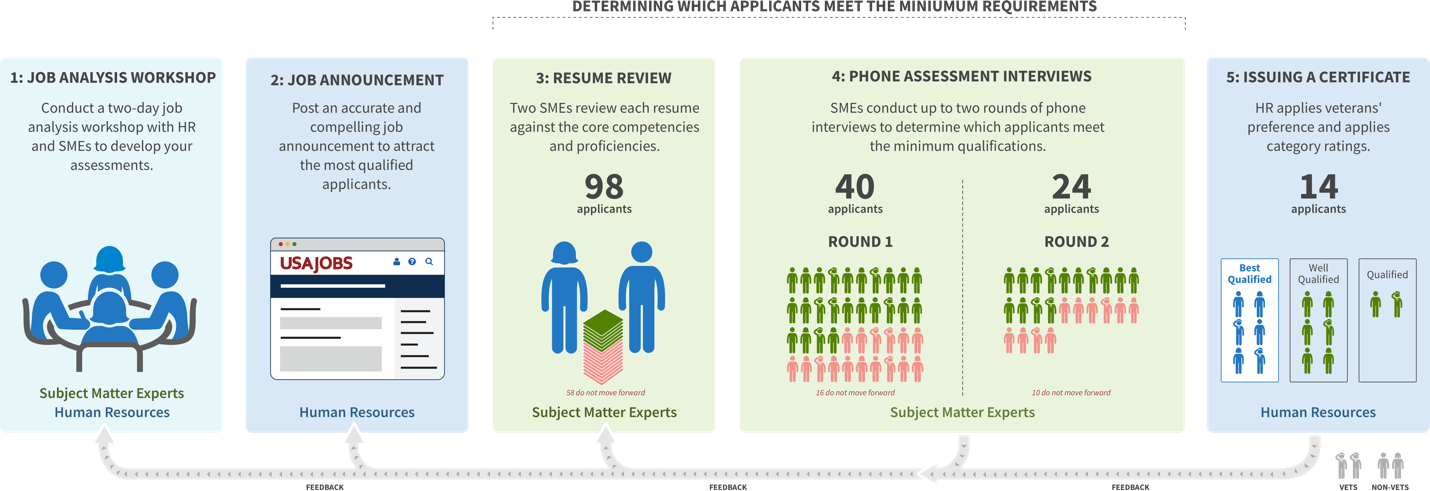 DETERMINING WHICH APPLICANTS MEET THE MINIUMUM REQUIREMENTS
1: JOB ANALYSIS WORKSHOP
Conduct a two-day job
analysis workshop with HR
and SMEs to develop your
assessments.
Subject Matter Experts
Human Resources
2: JOB ANNOUNCEMENT
Post an accurate and
compelling job
announcement to attract
the most qualified
applicants.
USAJOBS
Human Resources
3: RESUME REVIEW
Two SMEs review each resume
against the core competencies
and proficiencies.
98
applicants
58 do not move forward
Subject Matter Experts
4: PHONE ASSESSMENT INTERVIEWS
SMEs conduct up to two rounds of phone
interviews to determine which applicants meet
the minimum qualifications.
40
applicants
ROUND 1
16 do not move forward
24
applicants
ROUND 2
10 do not move forward
Subject Matter Experts
5: ISSUING A CERTIFICATE
HR applies veterans'
preference and applies
category ratings.
14
applicants
Best
Qualified
Well
Qualified
Qualified
Human Resources
FEEDBACK
FEEDBACK
FEEDBACK
VETS
NON-VETS